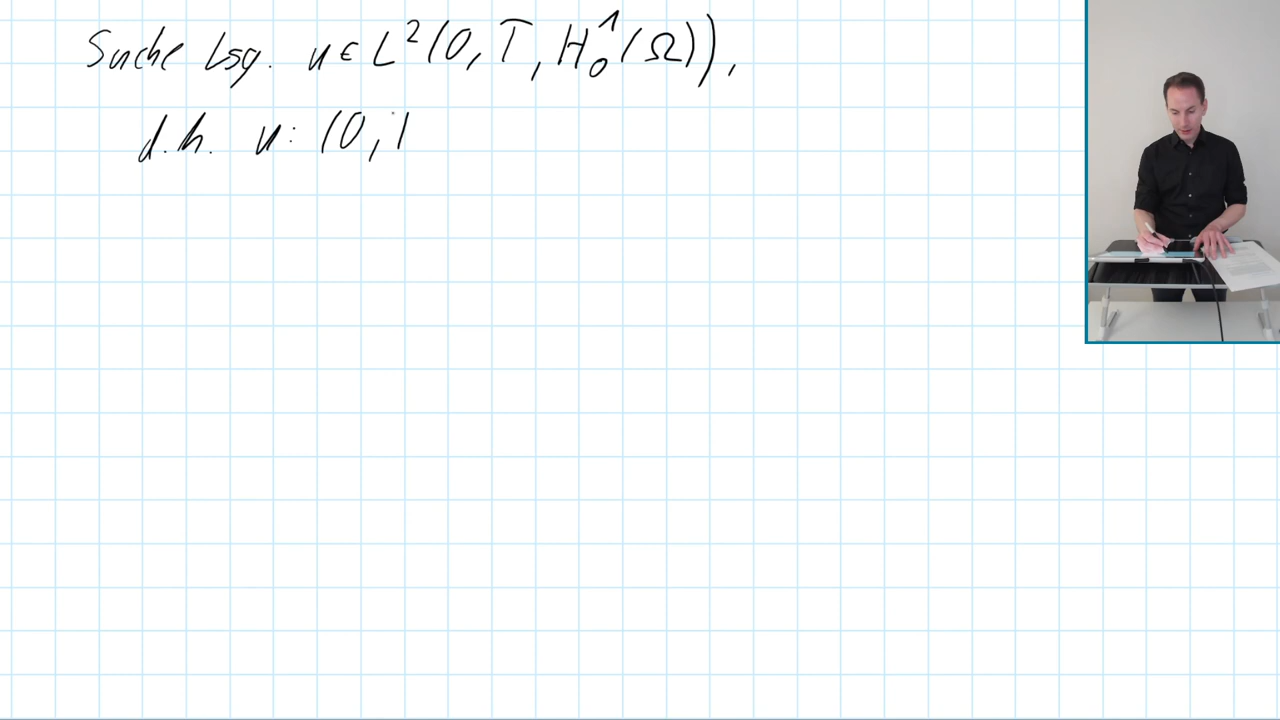 Suche Lsg. u ∈ L²(0, T, H₀¹(Ω)),
d.h. u: (0, 1